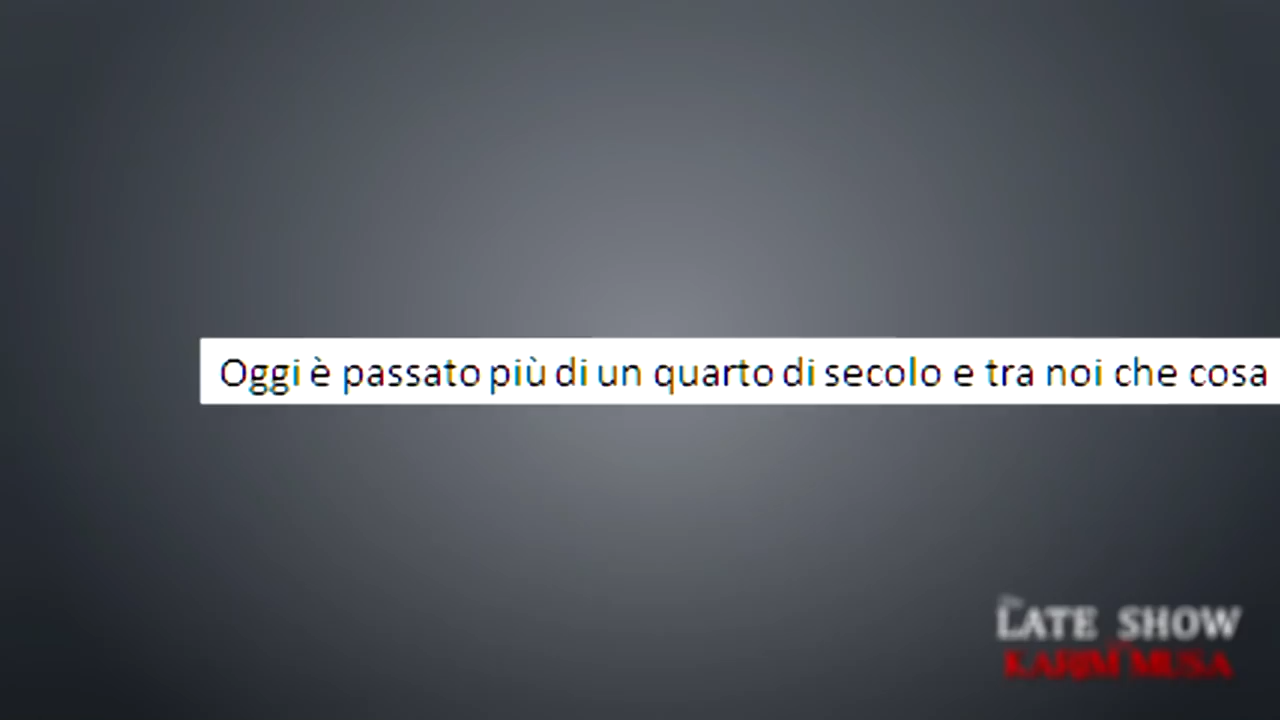 Oggi è passato più di un quarto di secolo e tra noi che cosa
LATE SHOW
KARIM MUSA